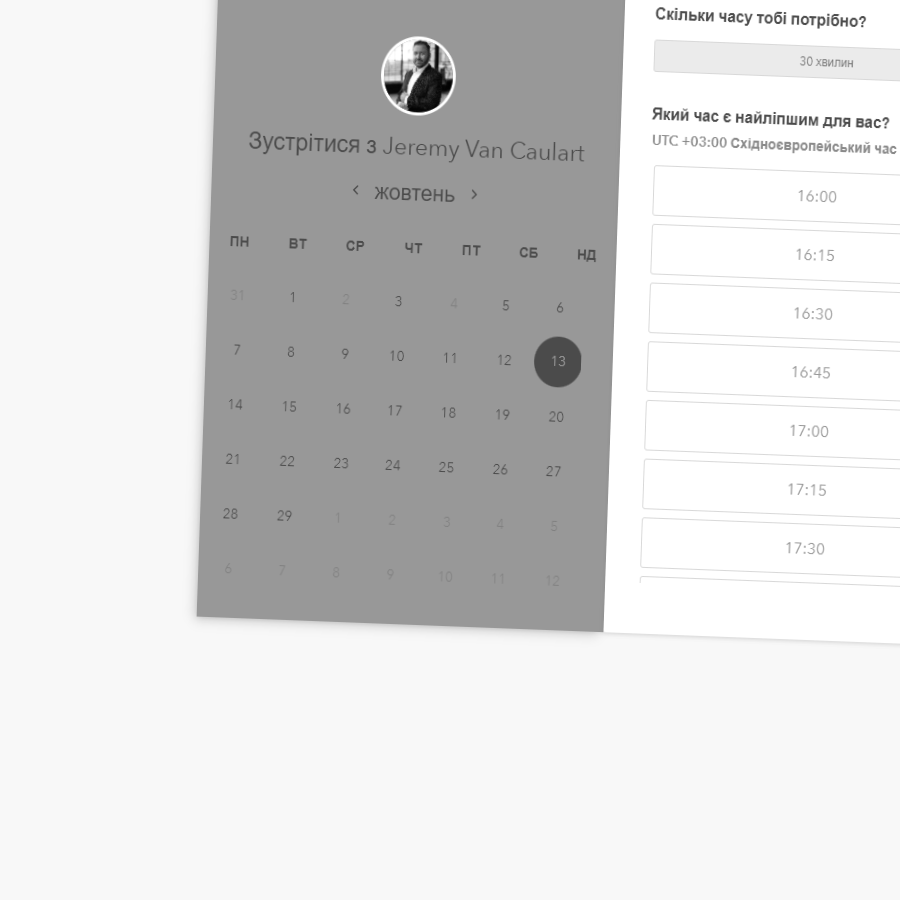 Зустрітися з Jeremy Van Caulart
‹ жовтень ›
ПН ВТ СР ЧТ ПТ СБ НД
31 1 2 3 4 5 6
7 8 9 10 11 12 13
14 15 16 17 18 19 20
21 22 23 24 25 26 27
28 29 1 2 3 4 5
6 7 8 9 10 11 12
Скільки часу тобі потрібно?
30 хвилин
Який час є найліпшим для вас?
UTC +03:00 Східноєвропейський час
16:00
16:15
16:30
16:45
17:00
17:15
17:30